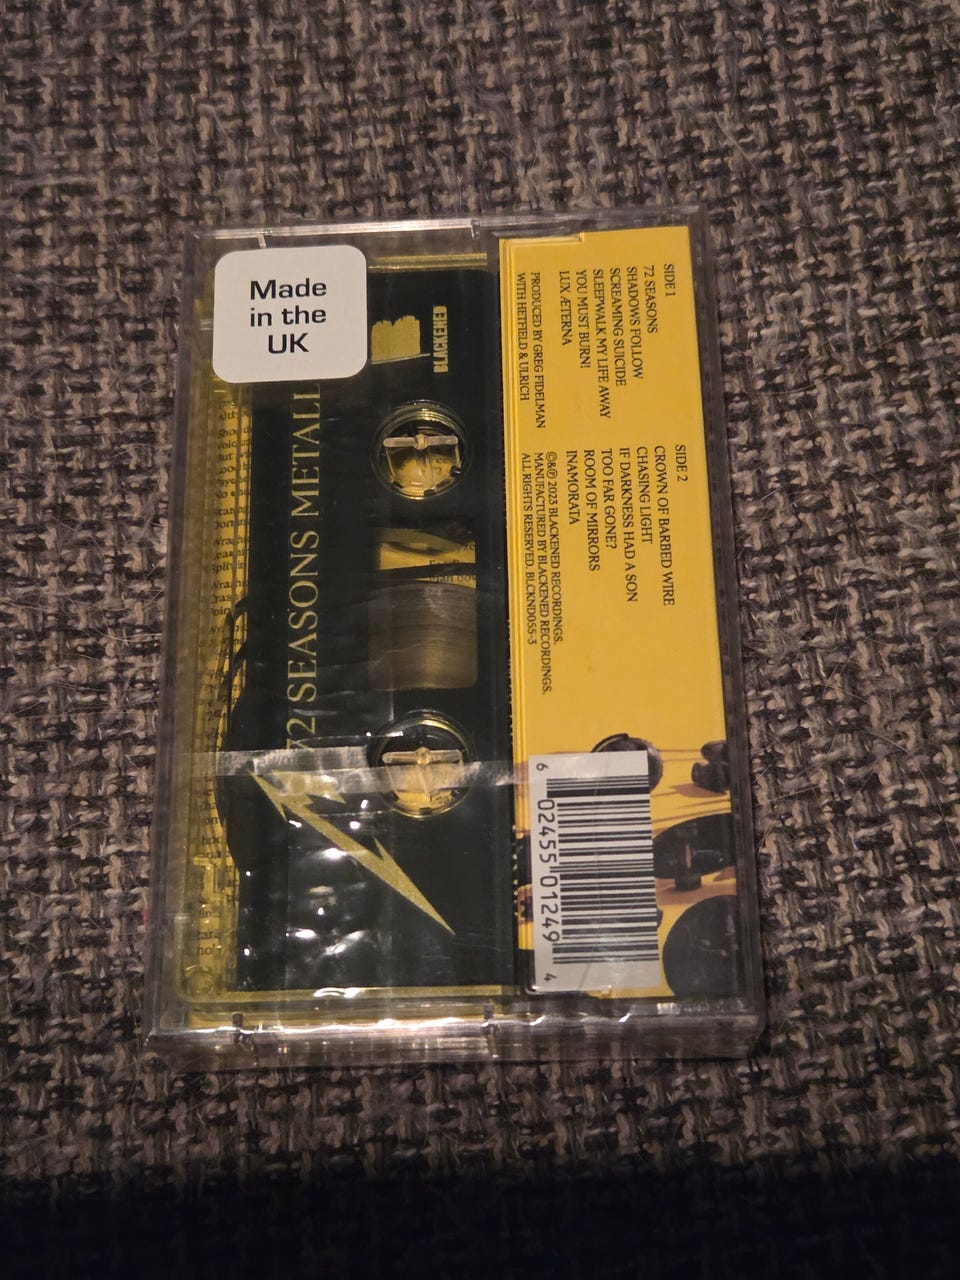 Made
in the
UK
BLACKENED
72 SEASONS METALL
SIDE 1
72 SEASONS
SHADOWS FOLLOW
SCREAMING SUICIDE
SLEEPWALK MY LIFE AWAY
YOU MUST BURN!
LUX ÆTERNA
PRODUCED BY GREG FIDELMAN
WITH HETFIELD & ULRICH
SIDE 2
CROWN OF BARBED WIRE
CHASING LIGHT
IF DARKNESS HAD A SON
TOO FAR GONE?
ROOM OF MIRRORS
INAMORATA
©&℗ 2023 BLACKENED RECORDINGS.
MANUFACTURED BY BLACKENED RECORDINGS.
ALL RIGHTS RESERVED. BLCKND055-3
6 02455 01249 4